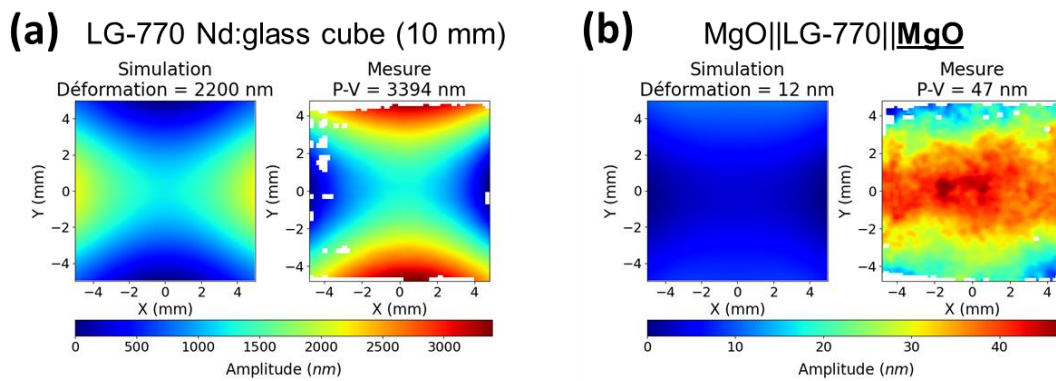 (a) LG-770 Nd:glass cube (10 mm)
Simulation
Déformation = 2200 nm
Mesure
P-V = 3394 nm
4
2
0
−2
−4
Y (mm)
−4 −2 0 2 4
X (mm)
4
2
0
−2
−4
Y (mm)
−4 −2 0 2 4
X (mm)
0 500 1000 1500 2000 2500 3000
Amplitude (nm)
(b) MgO||LG-770||MgO
Simulation
Déformation = 12 nm
Mesure
P-V = 47 nm
4
2
0
−2
−4
Y (mm)
−4 −2 0 2 4
X (mm)
4
2
0
−2
−4
Y (mm)
−4 −2 0 2 4
X (mm)
0 10 20 30 40
Amplitude (nm)